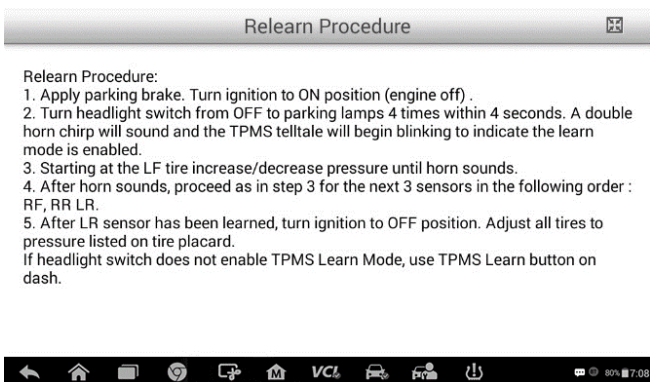 Relearn Procedure
Relearn Procedure:
1. Apply parking brake. Turn ignition to ON position (engine off) .
2. Turn headlight switch from OFF to parking lamps 4 times within 4 seconds. A double
horn chirp will sound and the TPMS telltale will begin blinking to indicate the learn
mode is enabled.
3. Starting at the LF tire increase/decrease pressure until horn sounds.
4. After horn sounds, proceed as in step 3 for the next 3 sensors in the following order :
RF, RR LR.
5. After LR sensor has been learned, turn ignition to OFF position. Adjust all tires to
pressure listed on tire placard.
If headlight switch does not enable TPMS Learn Mode, use TPMS Learn button on
dash.
M VCI 80% 7:08